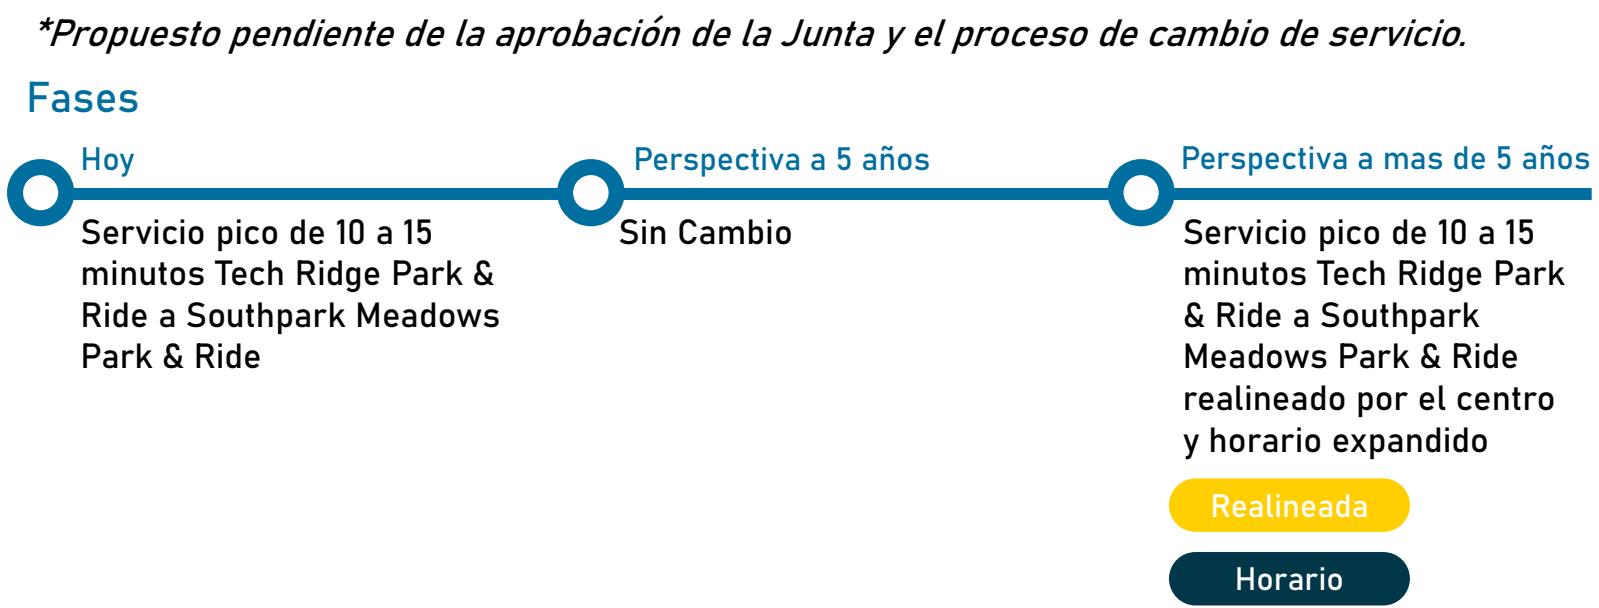 *Propuesto pendiente de la aprobación de la Junta y el proceso de cambio de servicio.
Fases
Hoy
Servicio pico de 10 a 15
minutos Tech Ridge Park &
Ride a Southpark Meadows
Park & Ride
Perspectiva a 5 años
Sin Cambio
Perspectiva a mas de 5 años
Servicio pico de 10 a 15
minutos Tech Ridge Park
& Ride a Southpark
Meadows Park & Ride
realineado por el centro
y horario expandido
Realineada
Horario